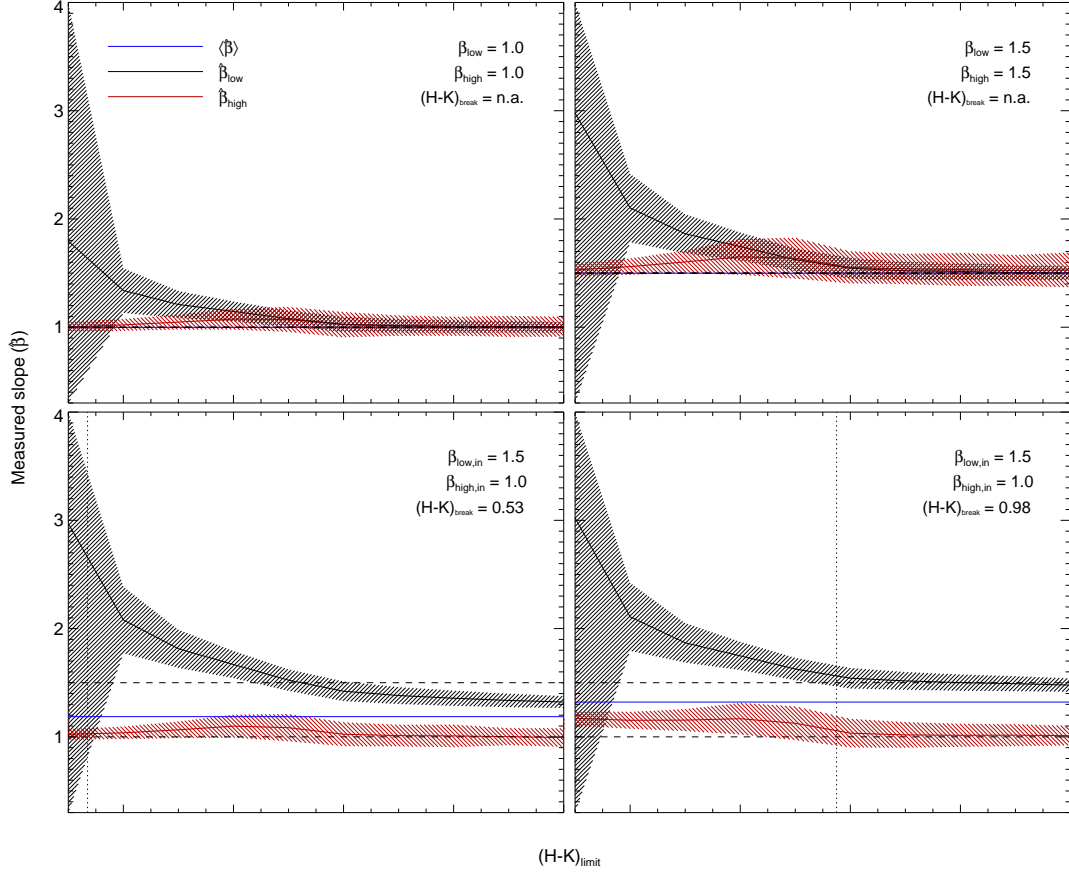 4
3
2
1
⟨β̂⟩
β̂low
β̂high
βlow = 1.0
βhigh = 1.0
(H-K)break = n.a.
βlow = 1.5
βhigh = 1.5
(H-K)break = n.a.
Measured slope (β̂)
4
3
2
1
βlow,in = 1.5
βhigh,in = 1.0
(H-K)break = 0.53
βlow,in = 1.5
βhigh,in = 1.0
(H-K)break = 0.98
(H-K)limit